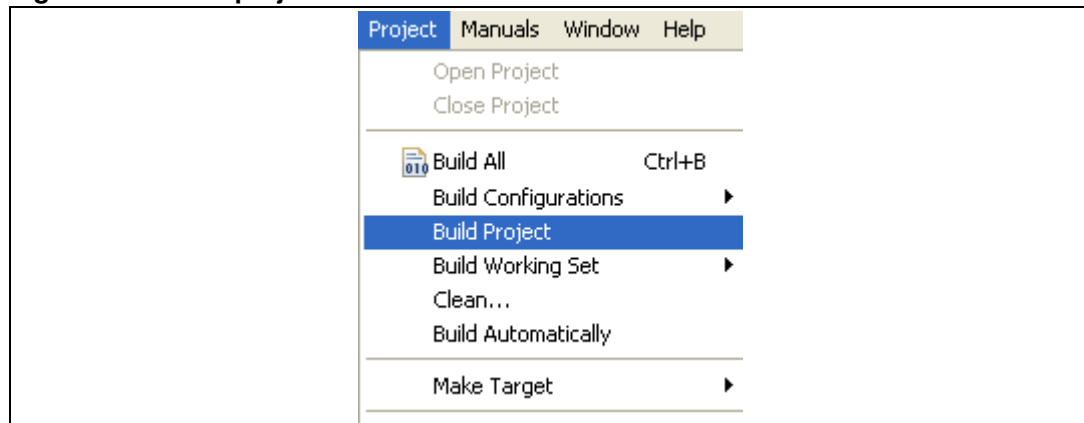 Project Manuals Window Help
Open Project
Close Project
010 Build All Ctrl+B
Build Configurations
Build Project
Build Working Set
Clean...
Build Automatically
Make Target